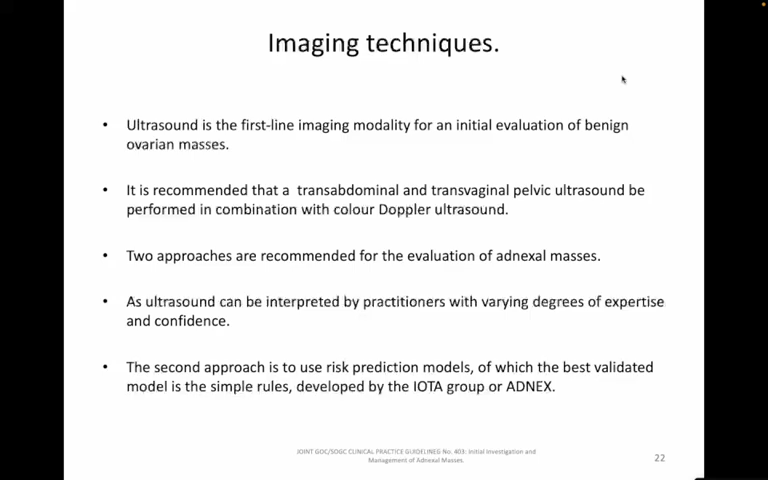 Imaging techniques.
• Ultrasound is the first-line imaging modality for an initial evaluation of benign
ovarian masses.
• It is recommended that a transabdominal and transvaginal pelvic ultrasound be
performed in combination with colour Doppler ultrasound.
• Two approaches are recommended for the evaluation of adnexal masses.
• As ultrasound can be interpreted by practitioners with varying degrees of expertise
and confidence.
• The second approach is to use risk prediction models, of which the best validated
model is the simple rules, developed by the IOTA group or ADNEX.
JOINT GOC/SOGC CLINICAL PRACTICE GUIDELINEG No. 403: Initial Investigation and
Management of Adnexal Masses.
22